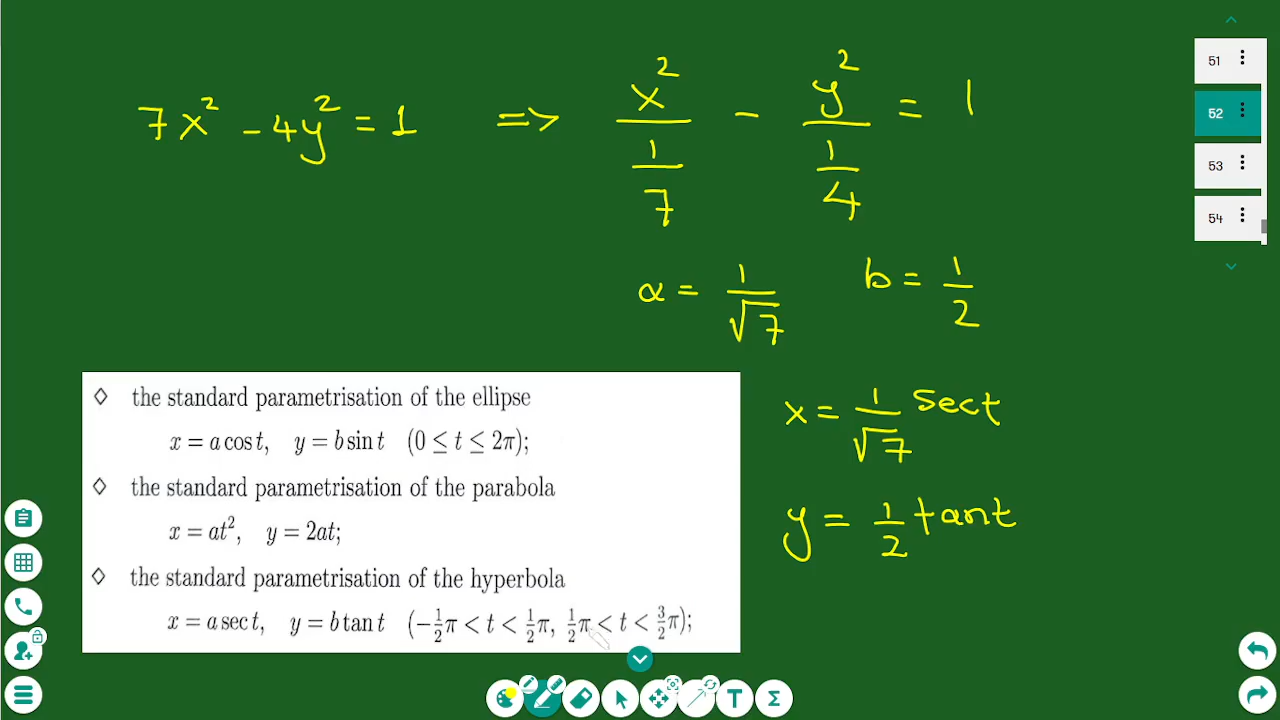 7x² - 4y² = 1 => x²/(1/7) - y²/(1/4) = 1
a = 1/√7 b = 1/2
x = 1/√7 sect
y = 1/2 tant
◇ the standard parametrisation of the ellipse
x = a cos t, y = b sin t (0 ≤ t ≤ 2π);
◇ the standard parametrisation of the parabola
x = at², y = 2at;
◇ the standard parametrisation of the hyperbola
x = a sec t, y = b tan t (-½π < t < ½π, ½π < t < 3/2π);
51
52
53
54
T
Σ